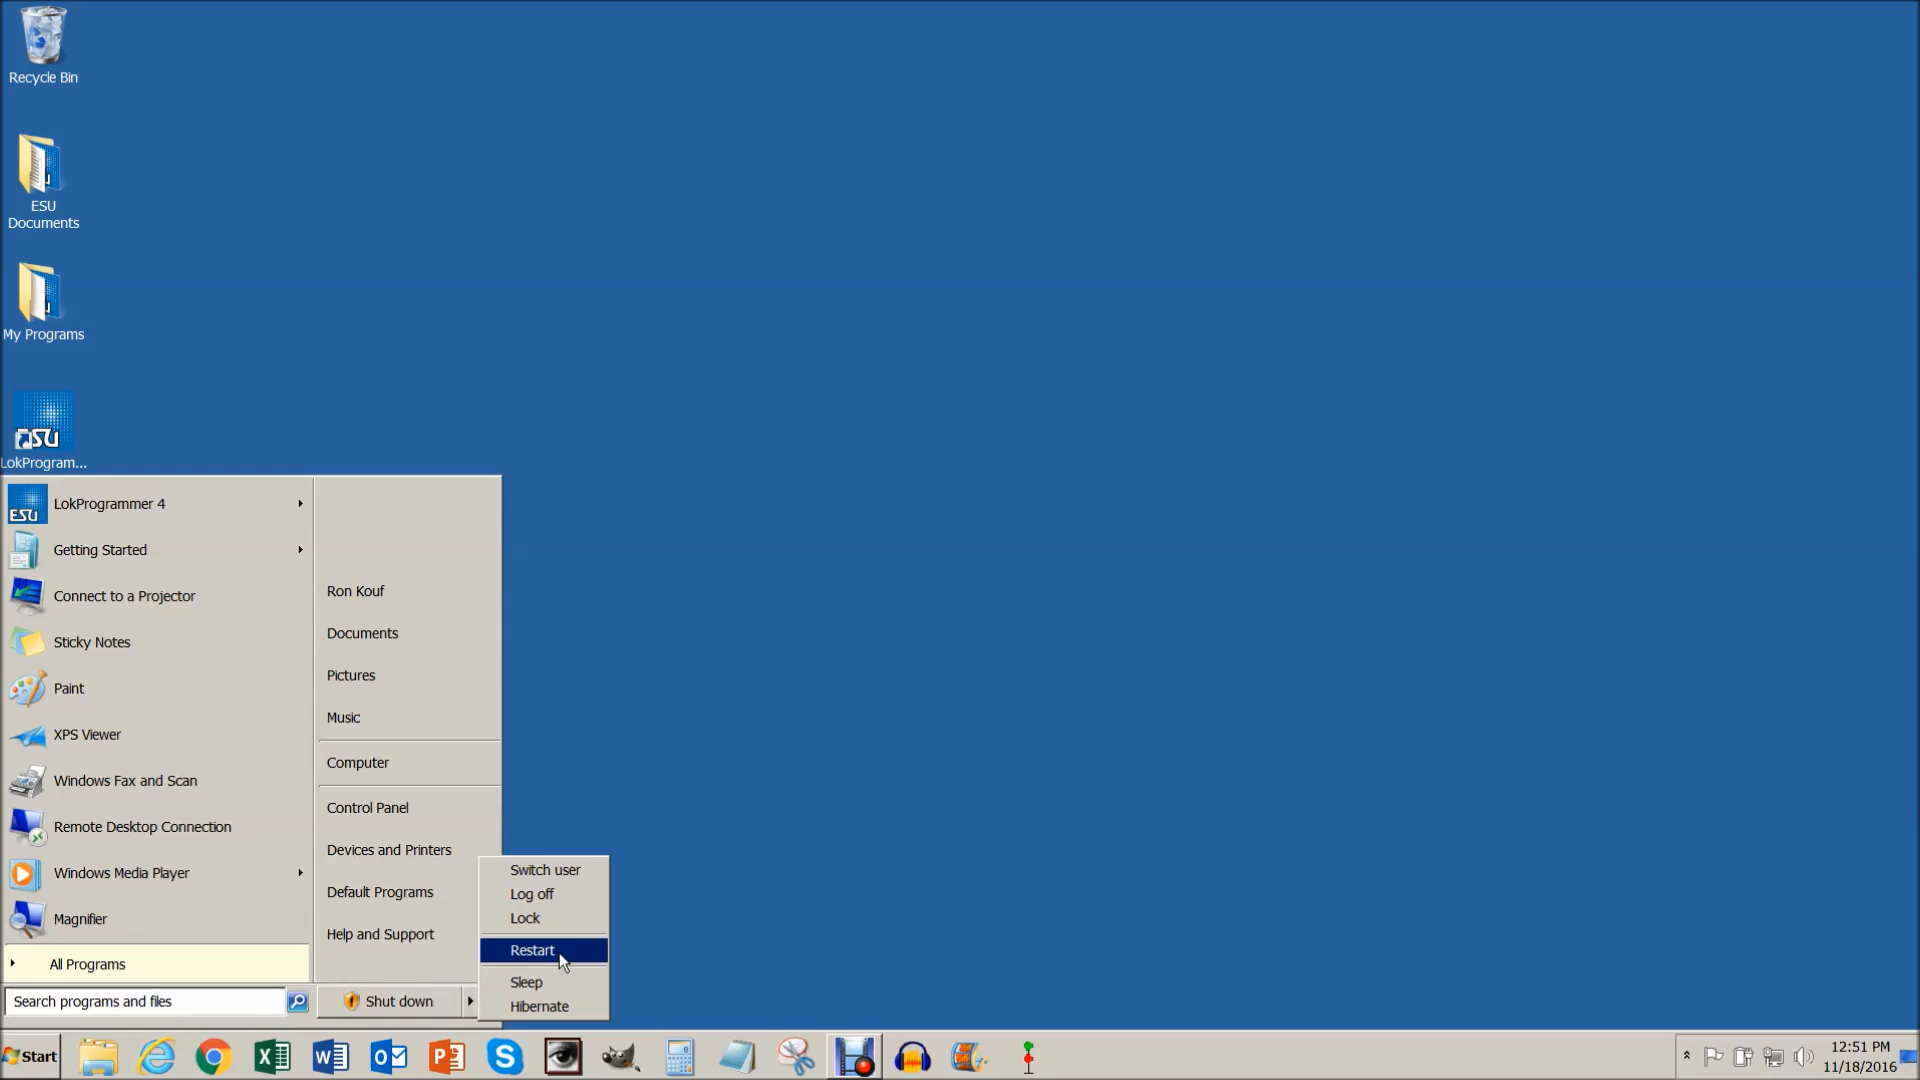 Recycle Bin
ESU
Documents
My Programs
ESU
LokProgram...
ESU
LokProgrammer 4
Getting Started
Connect to a Projector
Sticky Notes
Paint
XPS Viewer
Windows Fax and Scan
Remote Desktop Connection
Windows Media Player
Magnifier
All Programs
Search programs and files
Ron Kouf
Documents
Pictures
Music
Computer
Control Panel
Devices and Printers
Default Programs
Help and Support
Shut down
Switch user
Log off
Lock
Restart
Sleep
Hibernate
Start
12:51 PM
11/18/2016